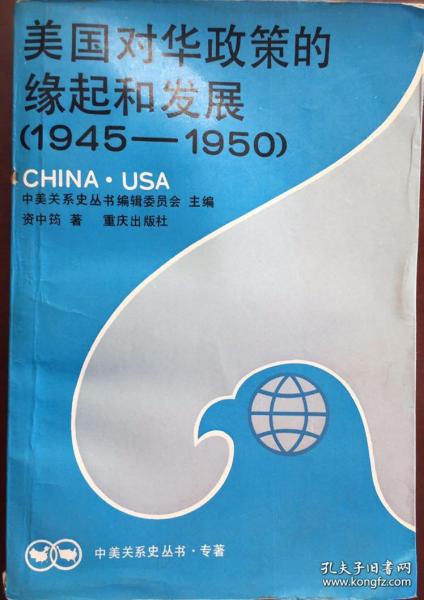 美国对华政策的
缘起和发展
(1945—1950)
CHINA·USA
中美关系史丛书编辑委员会 主编
资中筠 著 重庆出版社
中美关系史丛书·专著
孔夫子旧书网
www.kongfz.com